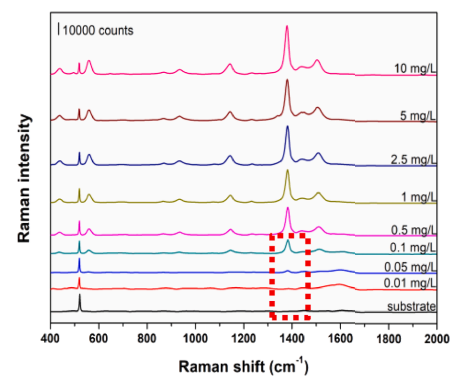 10000 counts
10 mg/L
5 mg/L
2.5 mg/L
1 mg/L
0.5 mg/L
0.1 mg/L
0.05 mg/L
0.01 mg/L
substrate
Raman intensity
400 600 800 1000 1200 1400 1600 1800 2000
Raman shift (cm⁻¹)